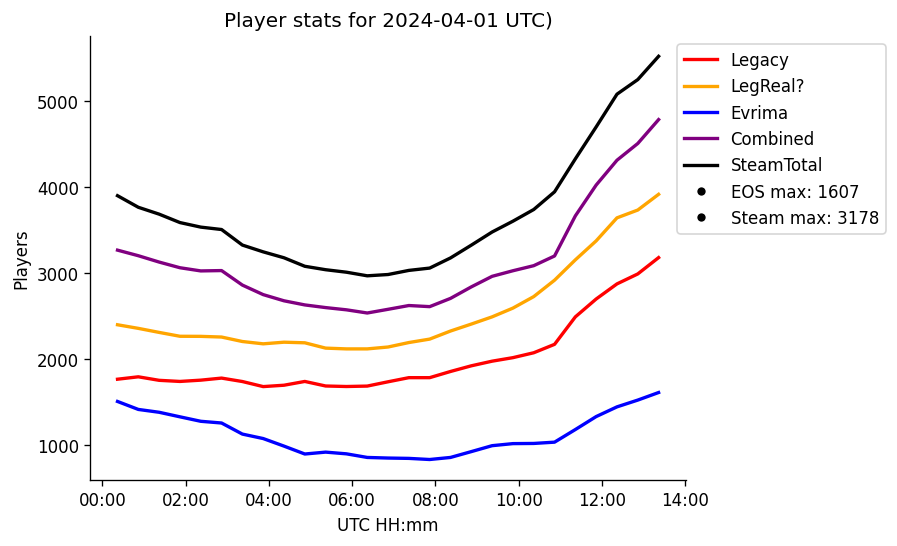 Player stats for 2024-04-01 UTC)
Legacy
LegReal?
Evrima
Combined
SteamTotal
EOS max: 1607
Steam max: 3178
Players
5000
4000
3000
2000
1000
00:00 02:00 04:00 06:00 08:00 10:00 12:00 14:00
UTC HH:mm